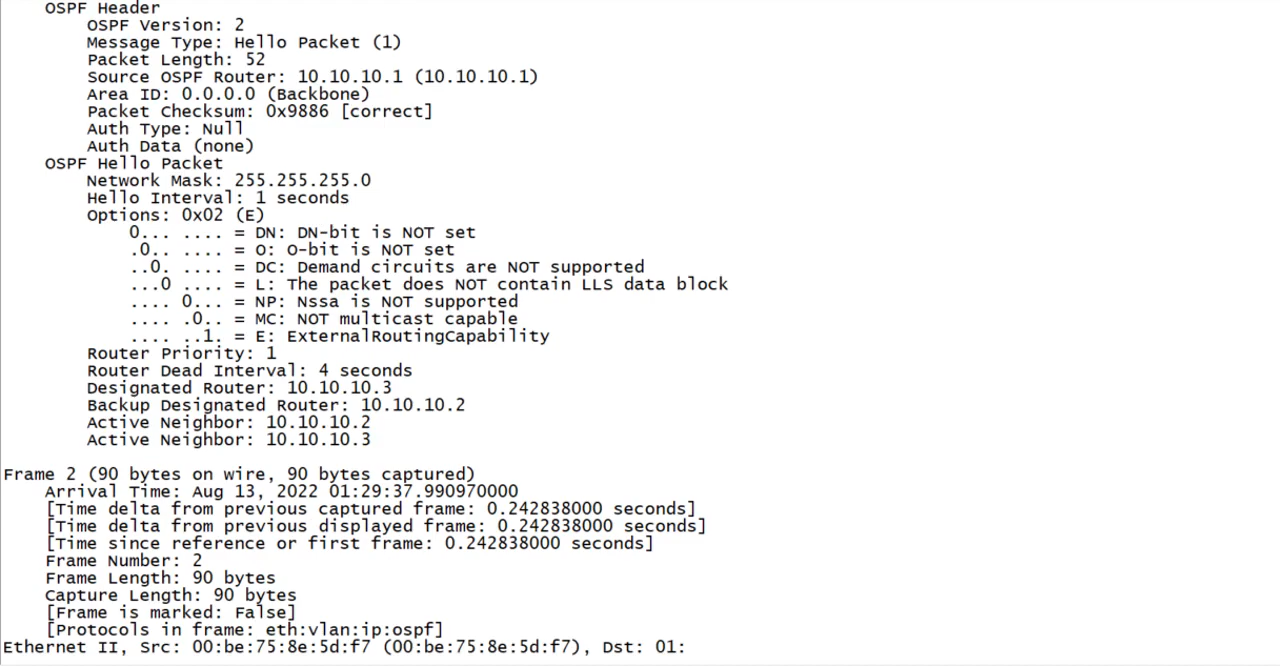 OSPF Header
OSPF Version: 2
Message Type: Hello Packet (1)
Packet Length: 52
Source OSPF Router: 10.10.10.1 (10.10.10.1)
Area ID: 0.0.0.0 (Backbone)
Packet Checksum: 0x9886 [correct]
Auth Type: Null
Auth Data (none)
OSPF Hello Packet
Network Mask: 255.255.255.0
Hello Interval: 1 seconds
Options: 0x02 (E)
0... .... = DN: DN-bit is NOT set
.0.. .... = O: O-bit is NOT set
..0. .... = DC: Demand circuits are NOT supported
...0 .... = L: The packet does NOT contain LLS data block
.... 0... = NP: Nssa is NOT supported
.... .0.. = MC: NOT multicast capable
.... ..1. = E: ExternalRoutingCapability
Router Priority: 1
Router Dead Interval: 4 seconds
Designated Router: 10.10.10.3
Backup Designated Router: 10.10.10.2
Active Neighbor: 10.10.10.2
Active Neighbor: 10.10.10.3
Frame 2 (90 bytes on wire, 90 bytes captured)
Arrival Time: Aug 13, 2022 01:29:37.990970000
[Time delta from previous captured frame: 0.242838000 seconds]
[Time delta from previous displayed frame: 0.242838000 seconds]
[Time since reference or first frame: 0.242838000 seconds]
Frame Number: 2
Frame Length: 90 bytes
Capture Length: 90 bytes
[Frame is marked: False]
[Protocols in frame: eth:vlan:ip:ospf]
Ethernet II, Src: 00:be:75:8e:5d:f7 (00:be:75:8e:5d:f7), Dst: 01: